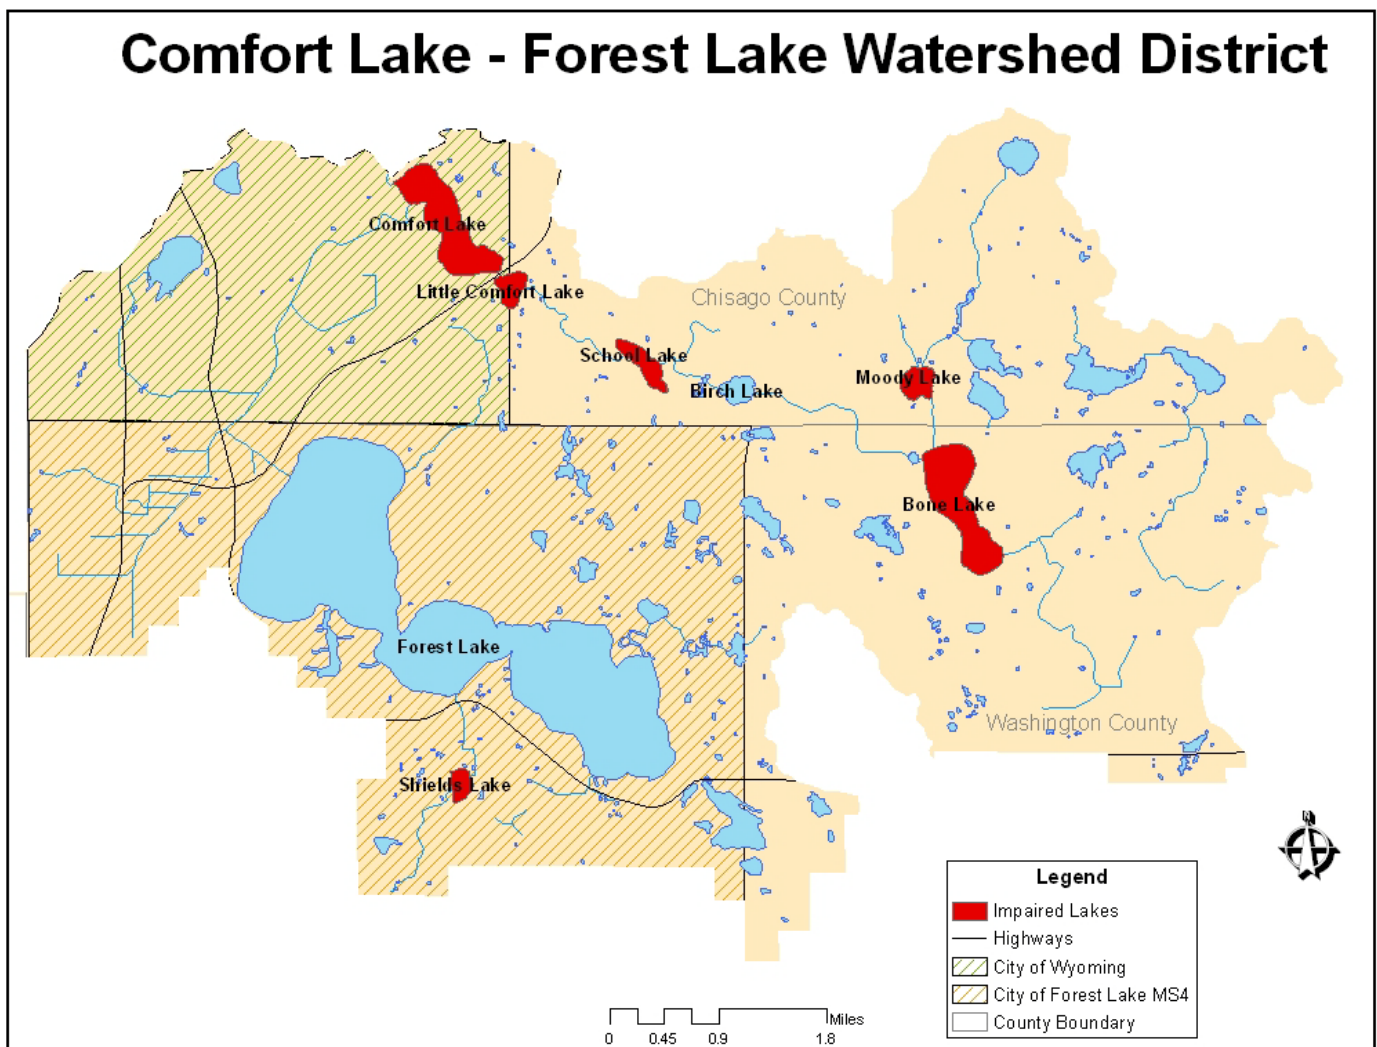 Comfort Lake - Forest Lake Watershed District
Comfort Lake
Little Comfort Lake
Chisago County
School Lake
Birch Lake
Moody Lake
Bone Lake
Forest Lake
Washington County
Shields Lake
N
Legend
Impaired Lakes
Highways
City of Wyoming
City of Forest Lake MS4
County Boundary
Miles
0 0.45 0.9 1.8